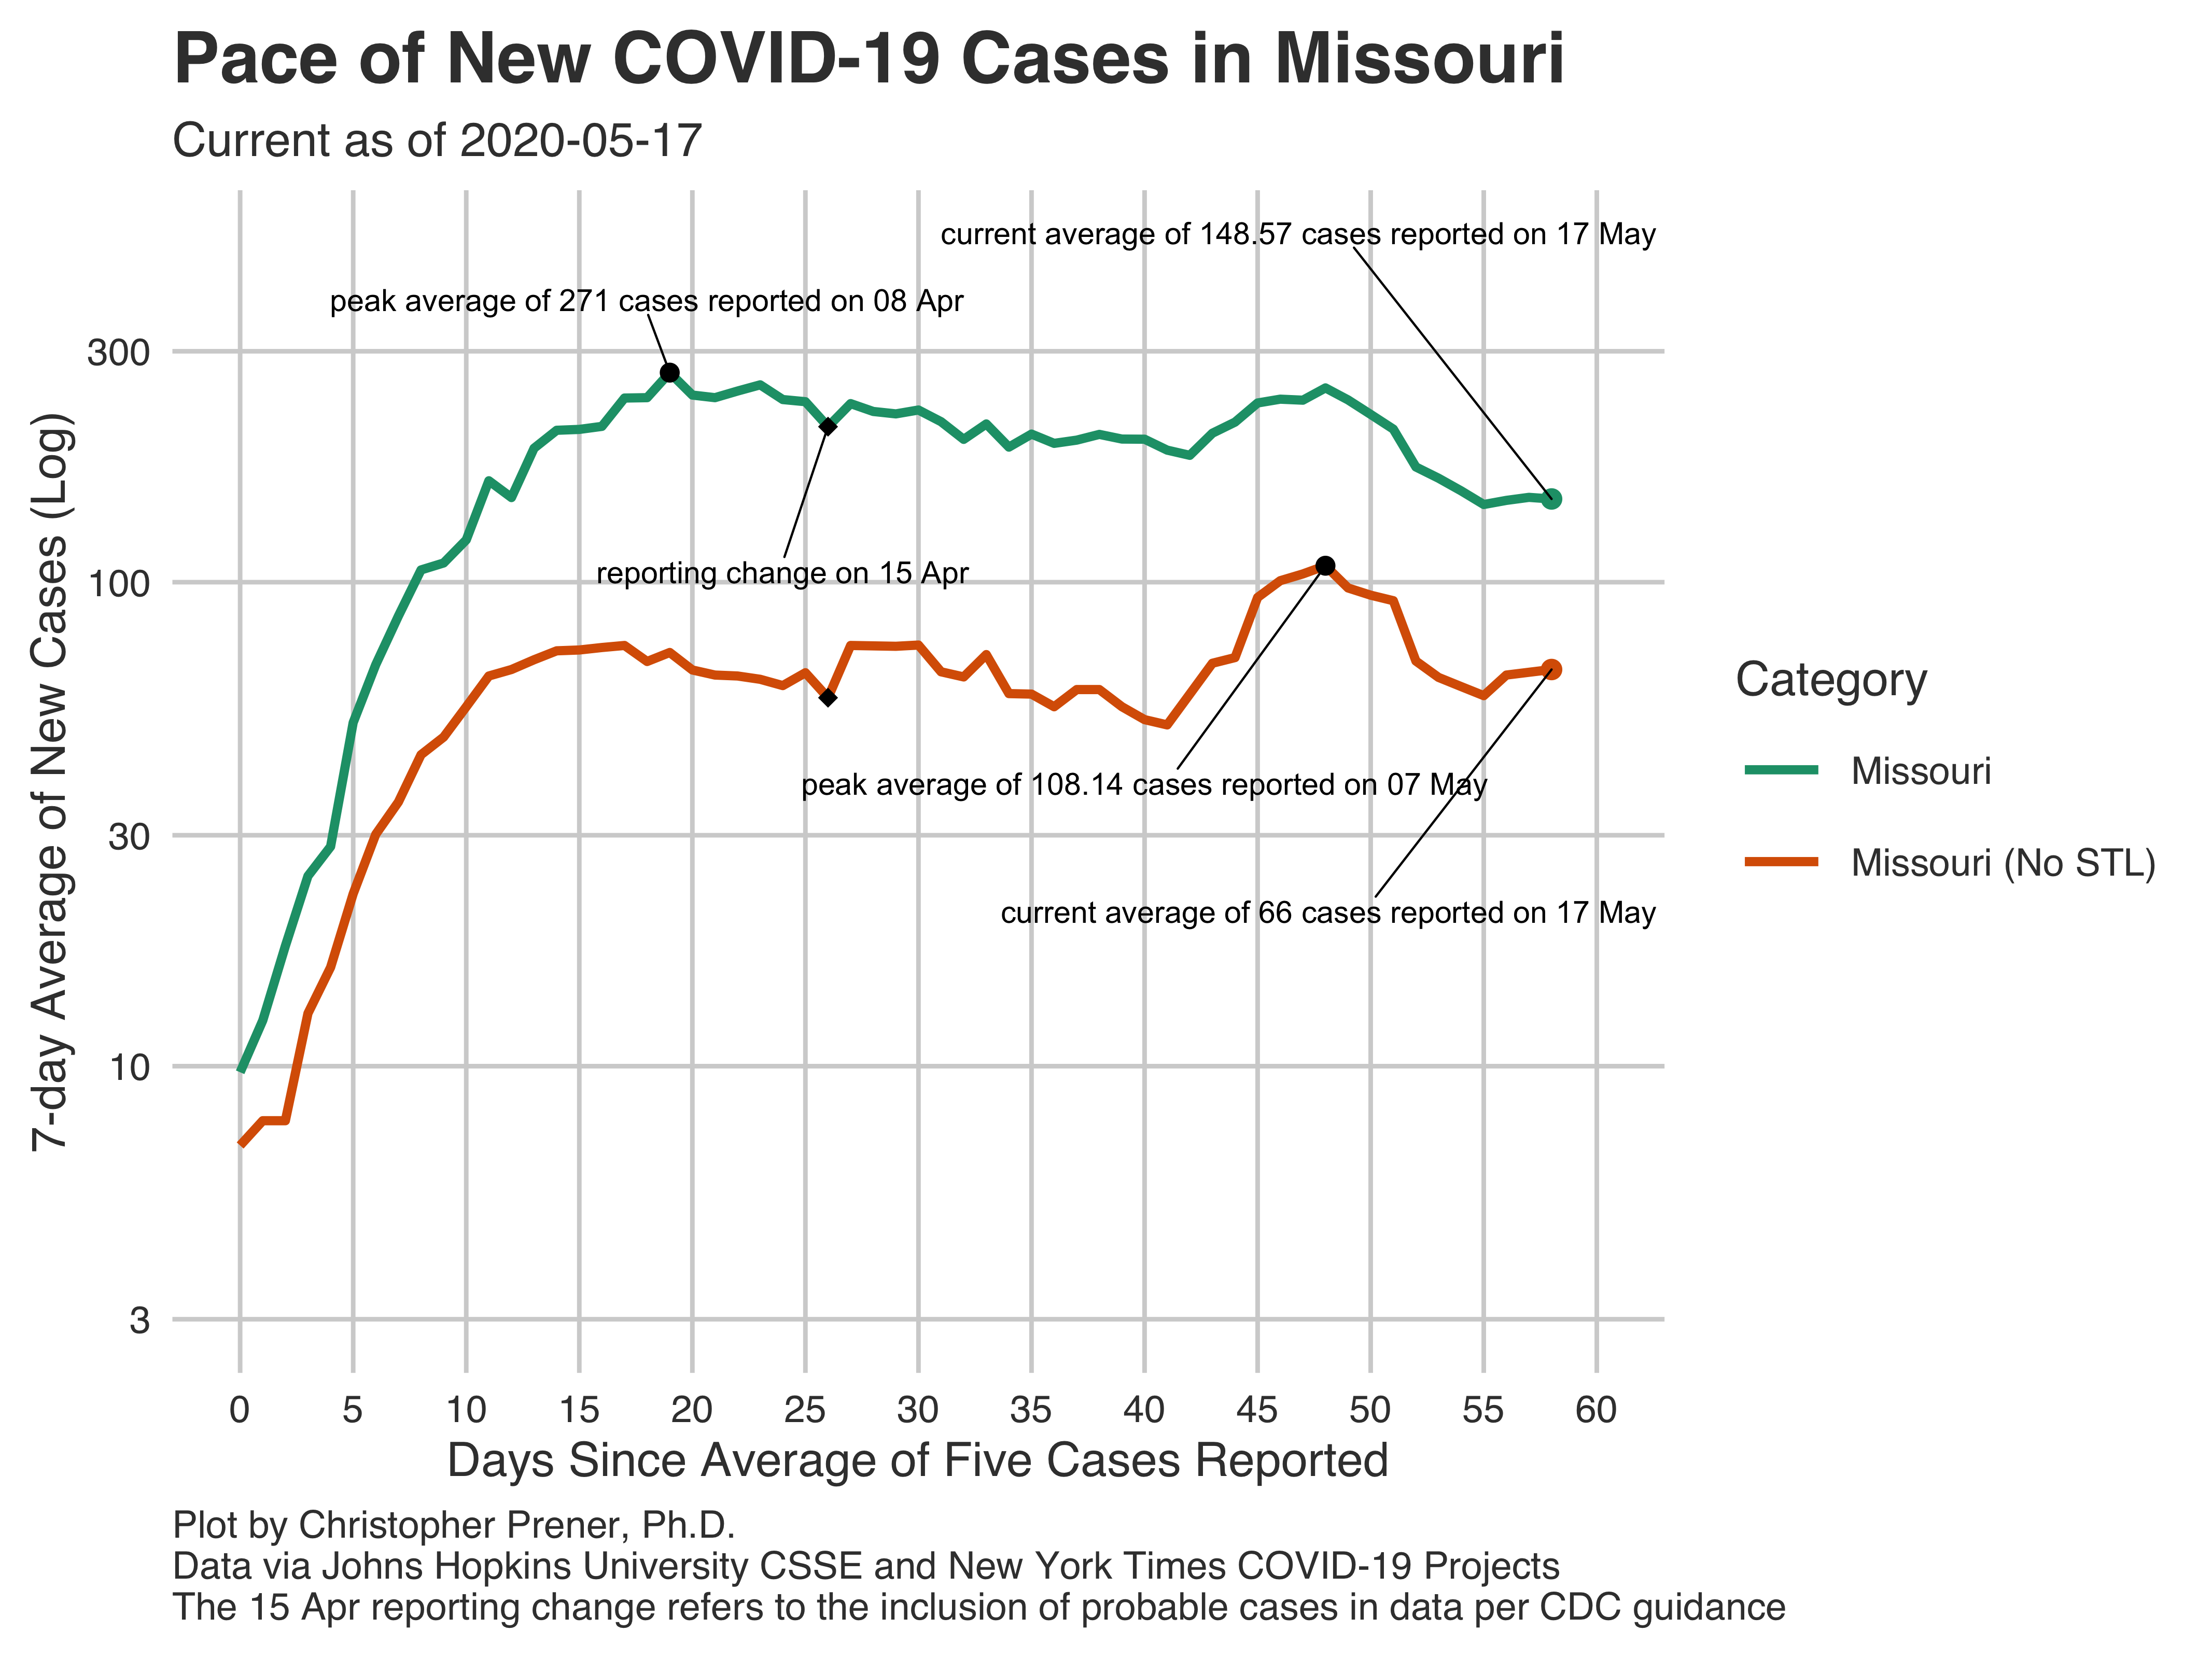 Pace of New COVID-19 Cases in Missouri
Current as of 2020-05-17
current average of 148.57 cases reported on 17 May
peak average of 271 cases reported on 08 Apr
300
reporting change on 15 Apr
100
peak average of 108.14 cases reported on 07 May
30
current average of 66 cases reported on 17 May
10
3
7-day Average of New Cases (Log)
0 5 10 15 20 25 30 35 40 45 50 55 60
Days Since Average of Five Cases Reported
Category
Missouri
Missouri (No STL)
Plot by Christopher Prener, Ph.D.
Data via Johns Hopkins University CSSE and New York Times COVID-19 Projects
The 15 Apr reporting change refers to the inclusion of probable cases in data per CDC guidance